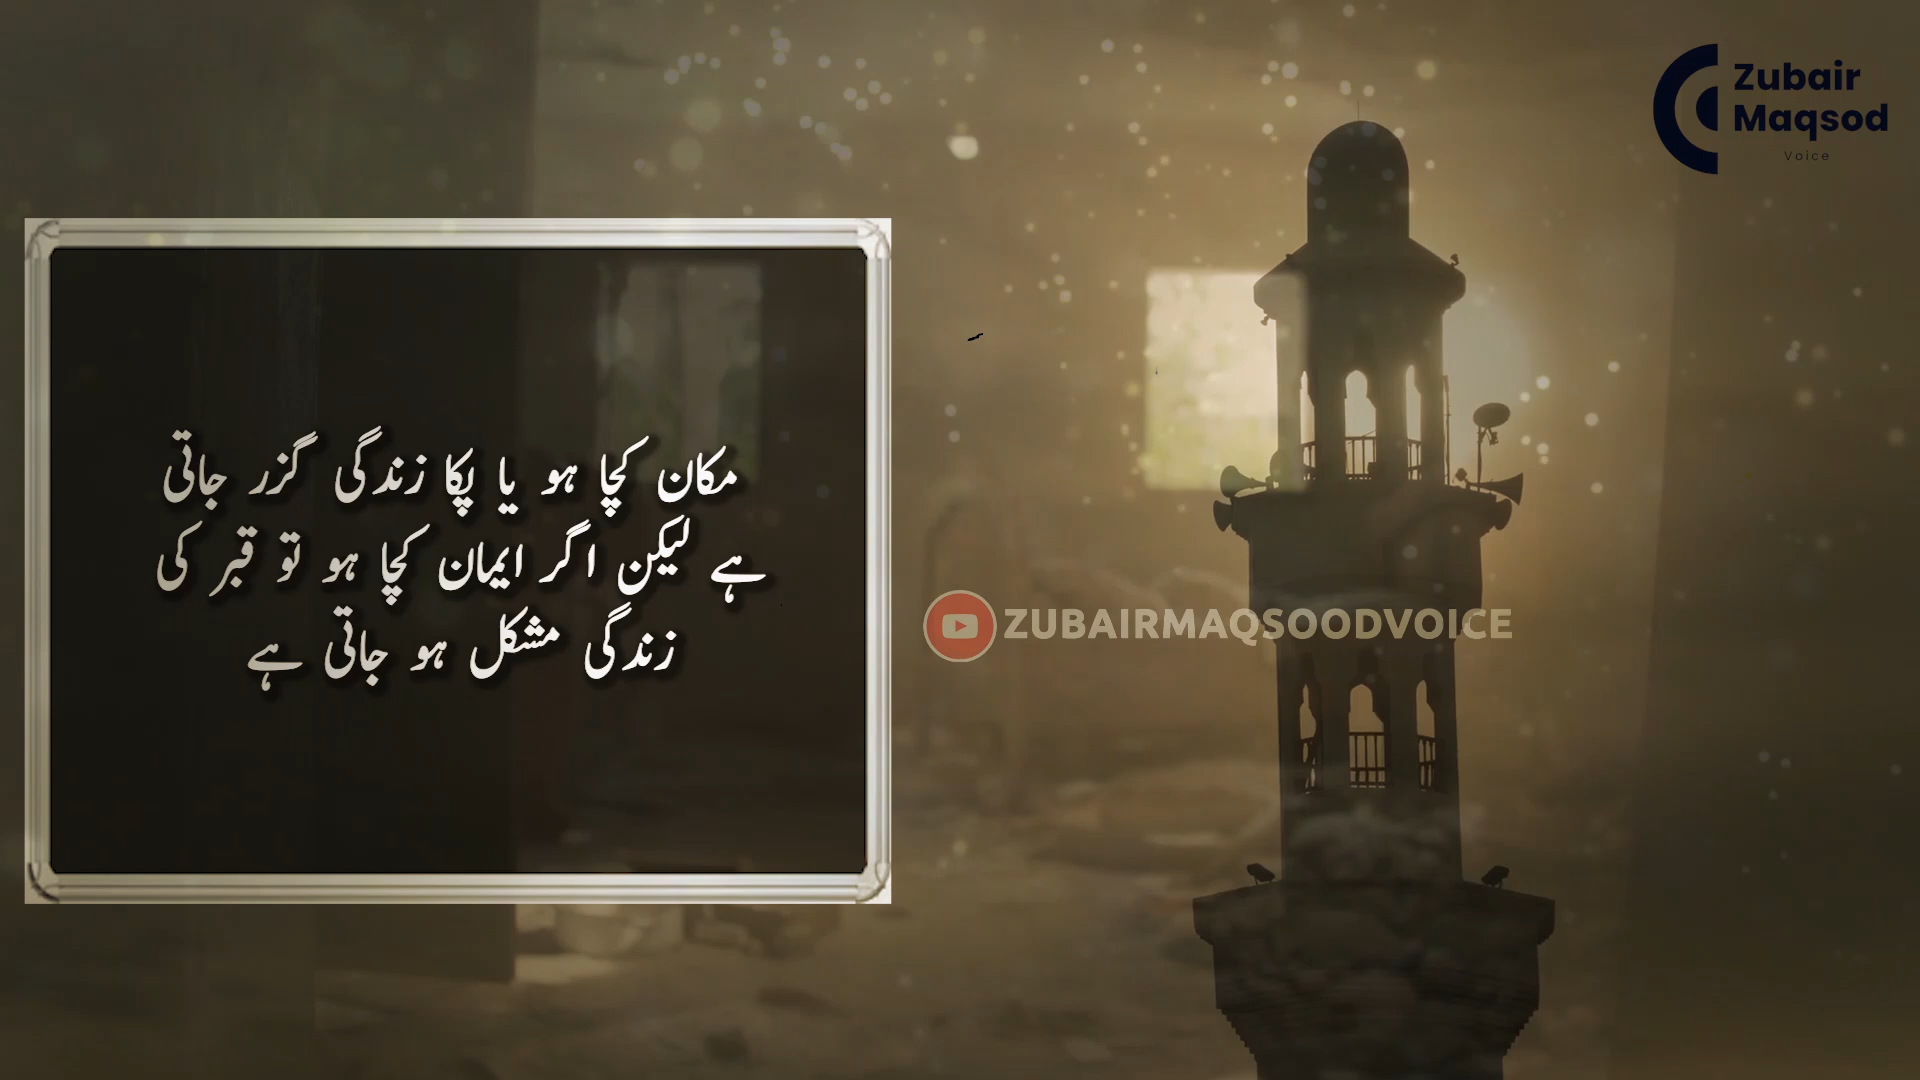 Zubair
Maqsod
Voice
مکان کچا ہو یا پکا زندگی گزر جاتی
ہے لیکن اگر ایمان کچا ہو تو قبر کی
زندگی مشکل ہو جاتی ہے
ZUBAIRMAQSOODVOICE